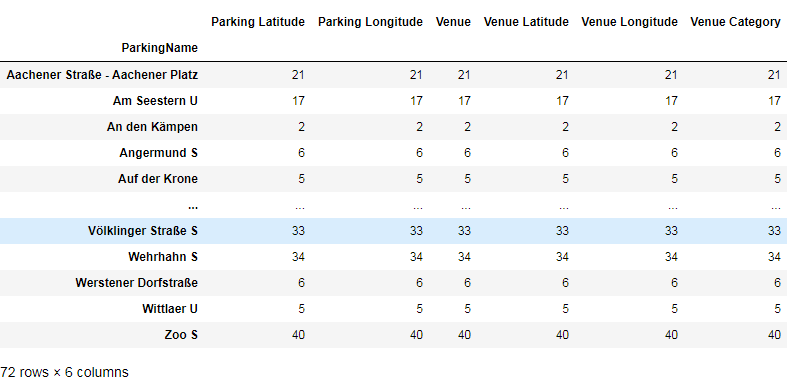 Parking Latitude Parking Longitude Venue Venue Latitude Venue Longitude Venue Category
ParkingName
Aachener Straße - Aachener Platz 21 21 21 21 21 21
Am Seestern U 17 17 17 17 17 17
An den Kämpen 2 2 2 2 2 2
Angermund S 6 6 6 6 6 6
Auf der Krone 5 5 5 5 5 5
... ... ... ... ... ... ...
Völklinger Straße S 33 33 33 33 33 33
Wehrhahn S 34 34 34 34 34 34
Werstener Dorfstraße 6 6 6 6 6 6
Wittlaer U 5 5 5 5 5 5
Zoo S 40 40 40 40 40 40
72 rows × 6 columns